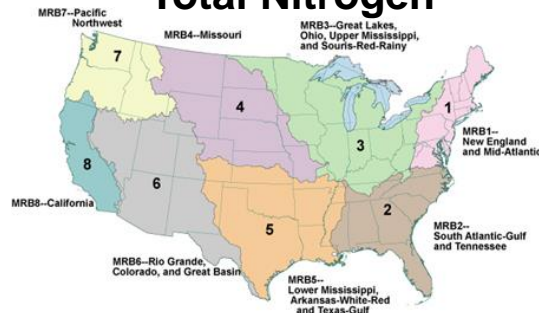 Total Nitrogen
MRB7--Pacific
Northwest
MRB4--Missouri
MRB3--Great Lakes,
Ohio, Upper Mississippi,
and Souris-Red-Rainy
7
4
1
3
MRB1--
New England
and Mid-Atlantic
8
6
2
MRB8--California
5
MRB2--
South Atlantic-Gulf
and Tennessee
MRB6--Rio Grande,
Colorado, and Great Basin
MRB5--
Lower Mississippi,
Arkansas-White-Red
and Texas-Gulf